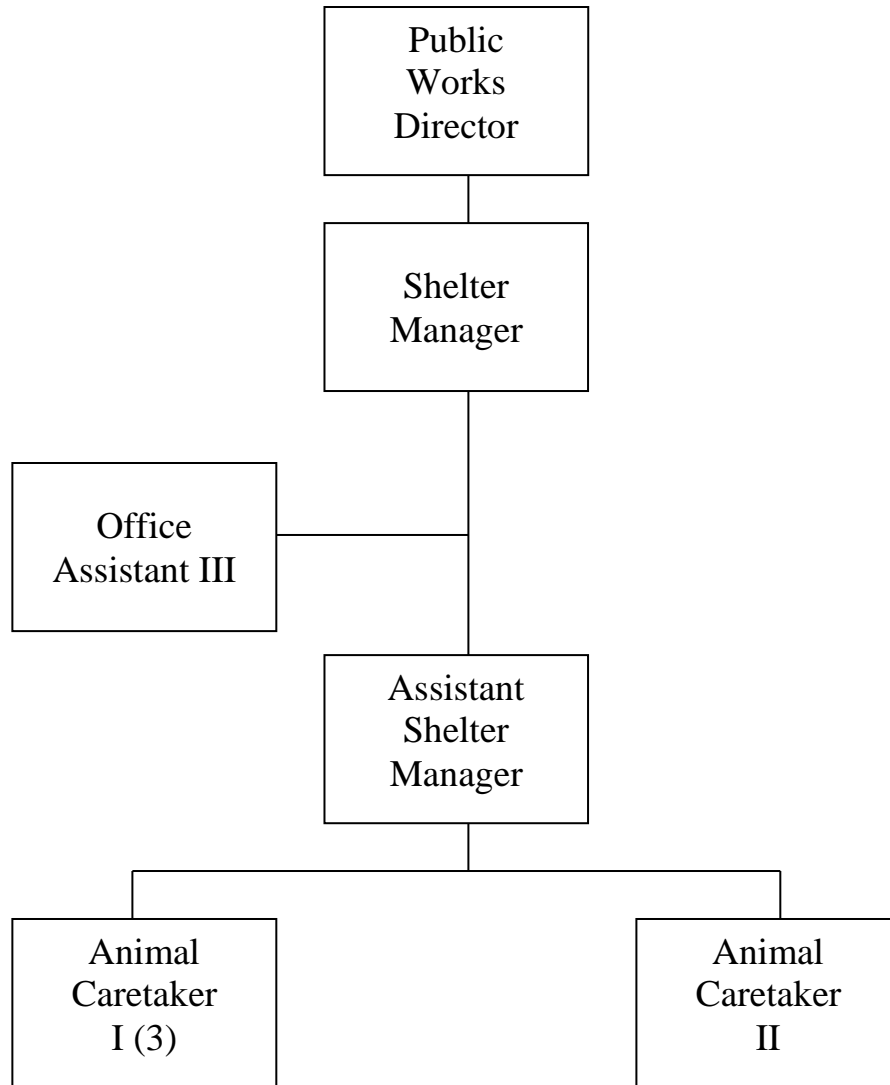 Public
Works
Director
Shelter
Manager
Office
Assistant III
Assistant
Shelter
Manager
Animal
Caretaker
I (3)
Animal
Caretaker
II